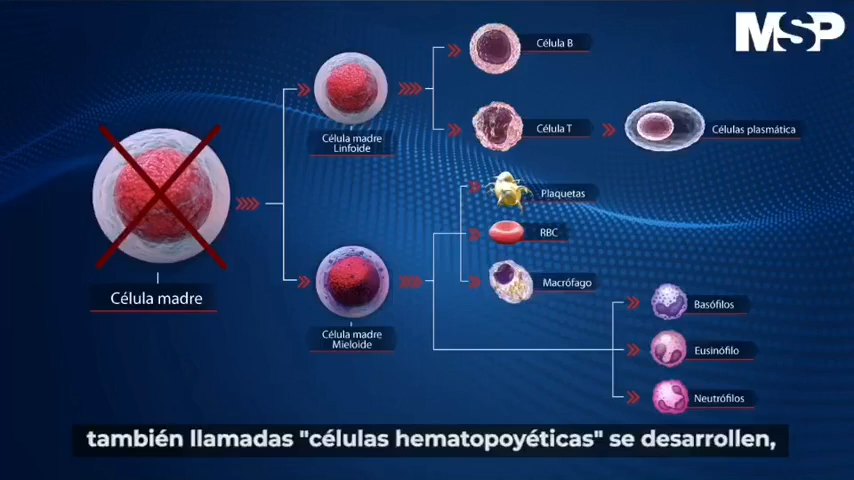 MSP
Célula B
Célula T
Células plasmática
Célula madre
Linfoide
Plaquetas
RBC
Macrófago
Célula madre
Célula madre
Mieloide
Basófilos
Eusinófilo
Neutrófilos
también llamadas "células hematopoyéticas" se desarrollen,